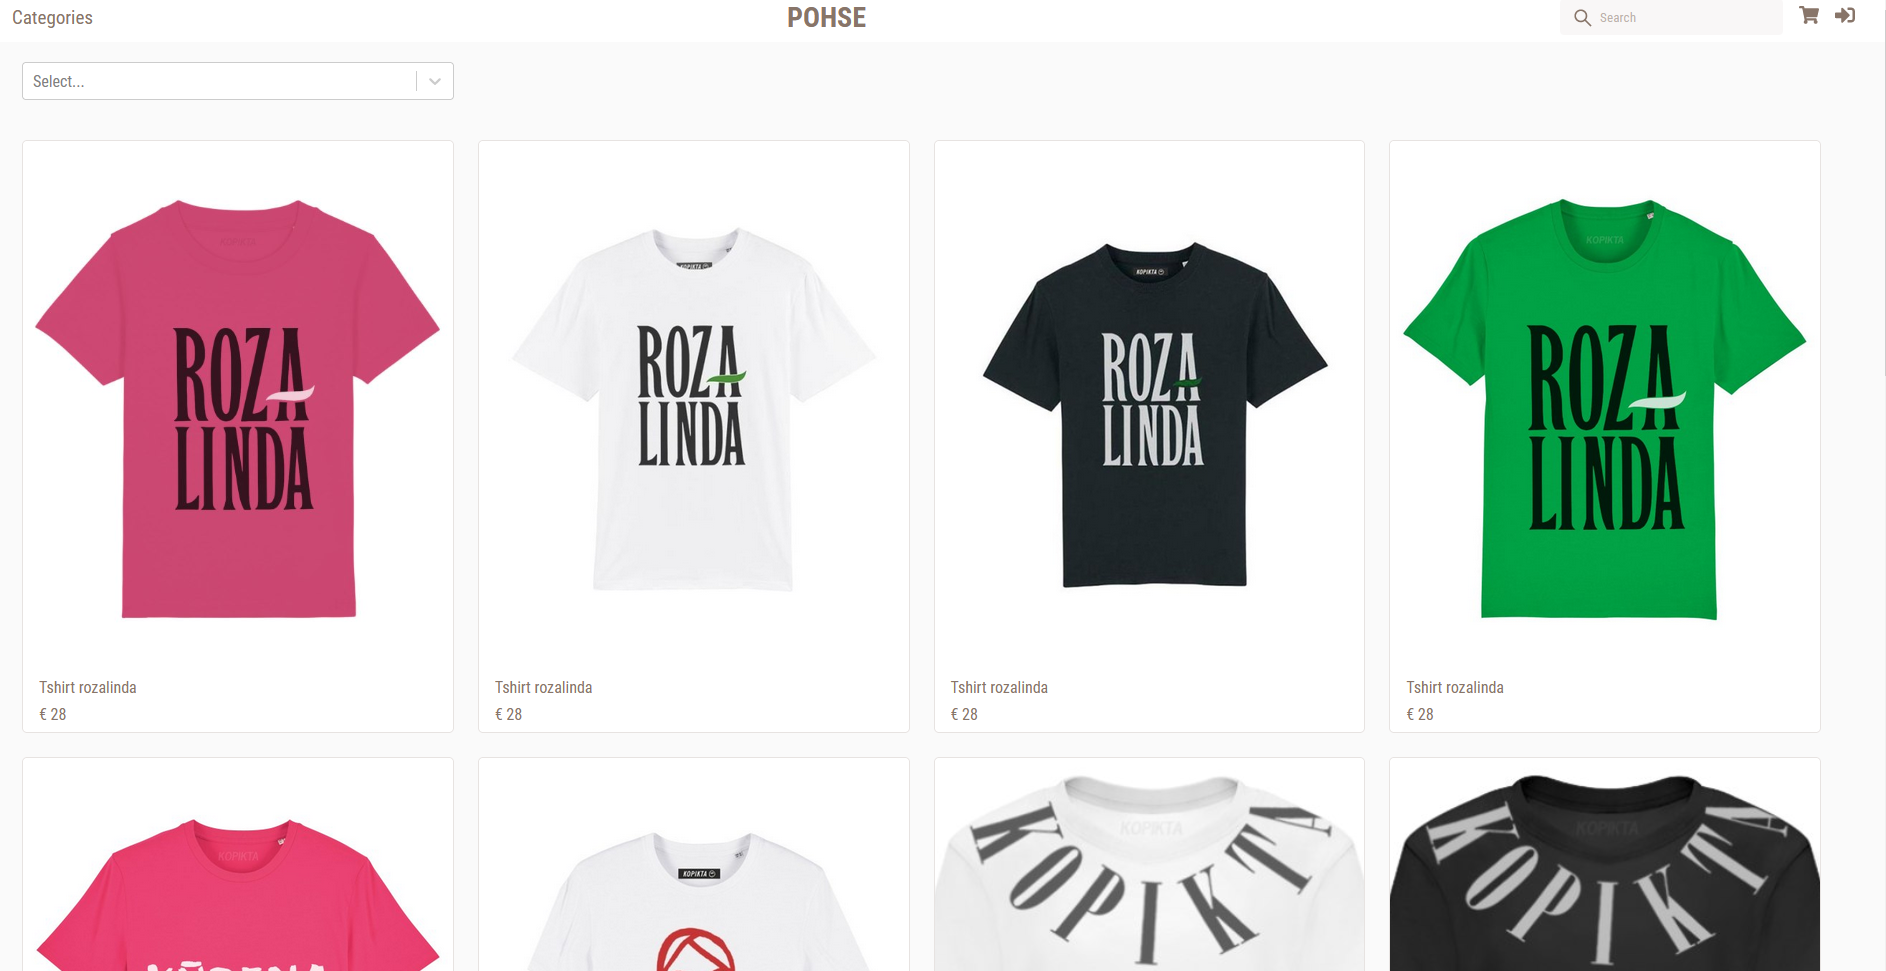 Categories
POHSE
Search
Select...
KOPIKTA
ROZA
LINDA
Tshirt rozalinda
€ 28
KOPIKTA
ROZA
LINDA
Tshirt rozalinda
€ 28
KOPIKTA
ROZA
LINDA
Tshirt rozalinda
€ 28
KOPIKTA
ROZA
LINDA
Tshirt rozalinda
€ 28
KOPIKTA
KOPIKTA
KOPIKTA
KOPIKTA
KOPIKTA
KOPIKTA